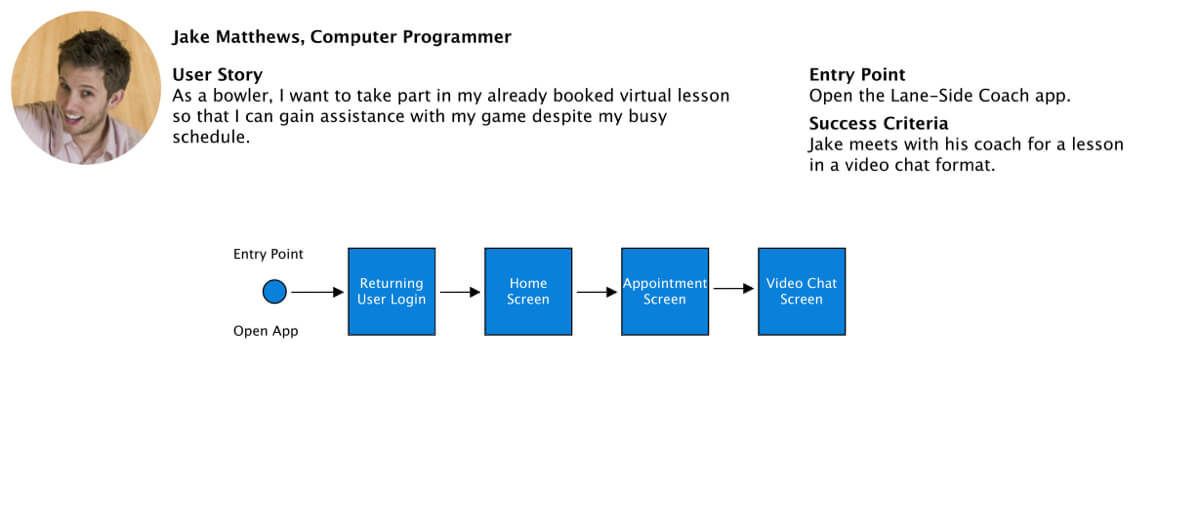 Jake Matthews, Computer Programmer
User Story
As a bowler, I want to take part in my already booked virtual lesson
so that I can gain assistance with my game despite my busy
schedule.
Entry Point
Open the Lane-Side Coach app.
Success Criteria
Jake meets with his coach for a lesson
in a video chat format.
Entry Point
Open App
Returning
User Login
Home
Screen
Appointment
Screen
Video Chat
Screen